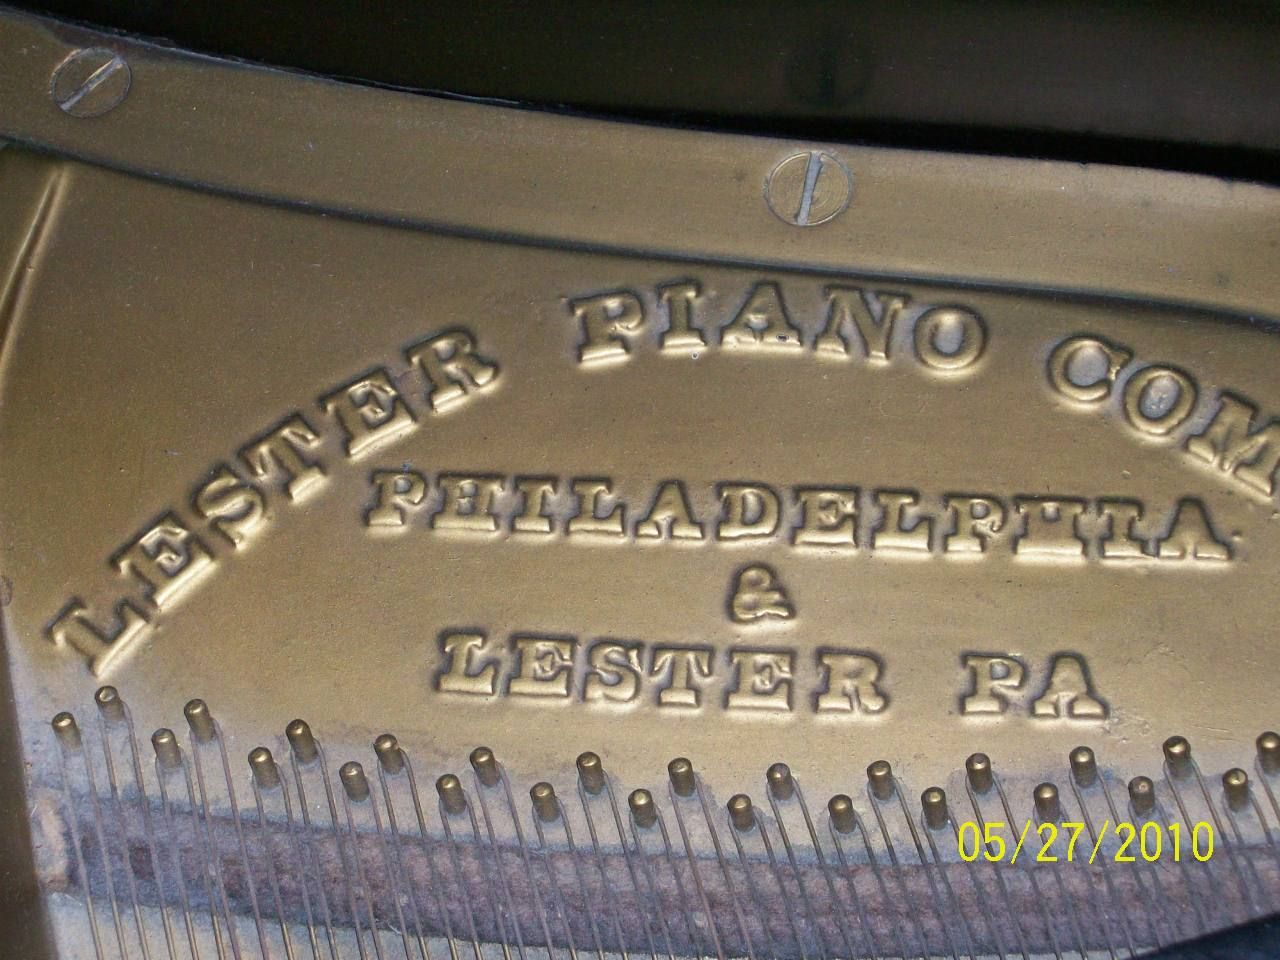 LESTER PIANO COM
PHILADELPHIA
&
LESTER PA
05/27/2010